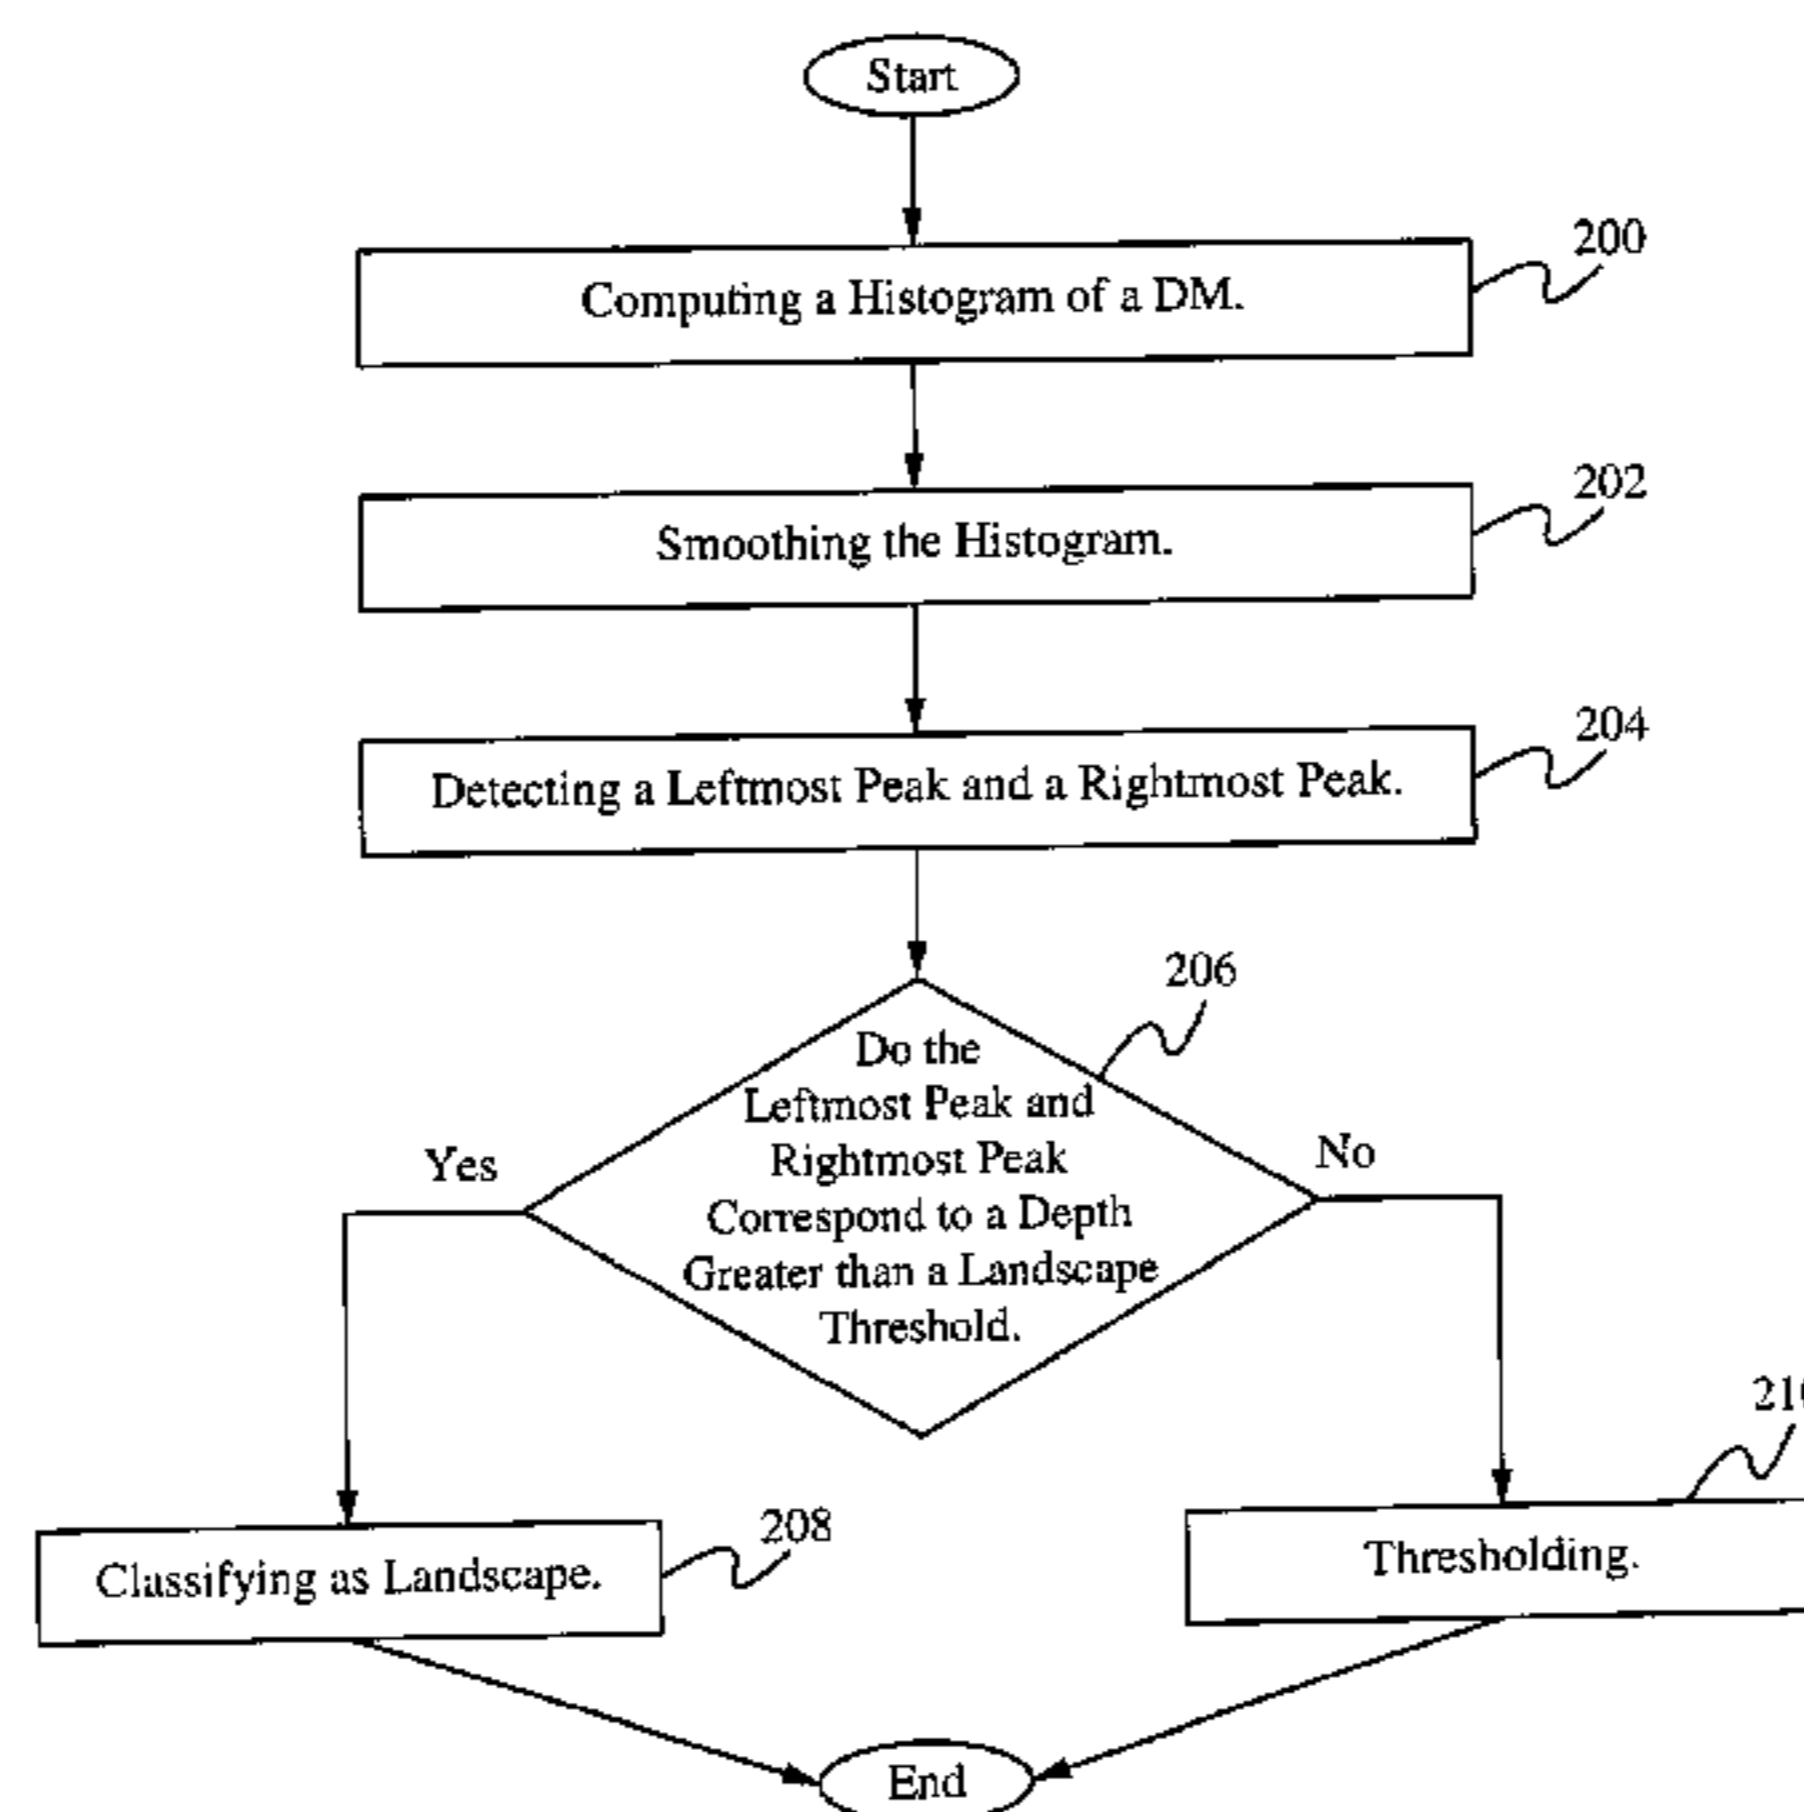 Start
200
Computing a Histogram of a DM.
202
Smoothing the Histogram.
204
Detecting a Leftmost Peak and a Rightmost Peak.
206
Do the
Leftmost Peak and
Rightmost Peak
Correspond to a Depth
Greater than a Landscape
Threshold.
Yes
No
208
Classifying as Landscape.
Thresholding.
End